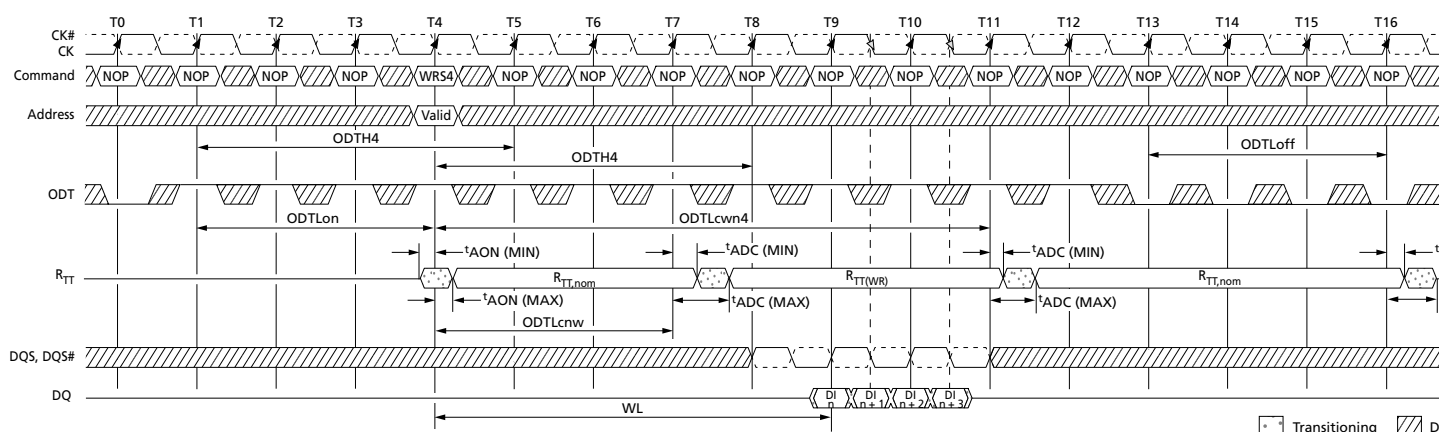 T0 T1 T2 T3 T4 T5 T6 T7 T8 T9 T10 T11 T12 T13 T14 T15 T16
CK#
CK
Command NOP NOP NOP NOP WRS4 NOP NOP NOP NOP NOP NOP NOP NOP NOP NOP NOP NOP
Address Valid
ODTH4
ODTLoff
ODTH4
ODT
ODTLon ODTLcwn4
tAON (MIN) tADC (MIN) tADC (MIN) t
RTT RTT,nom RTT(WR) RTT,nom
tAON (MAX) tADC (MAX) tADC (MAX)
ODTLcnw
DQS, DQS#
DQ DI n DI n + 1 DI n + 2 DI n + 3
WL
Transitioning D